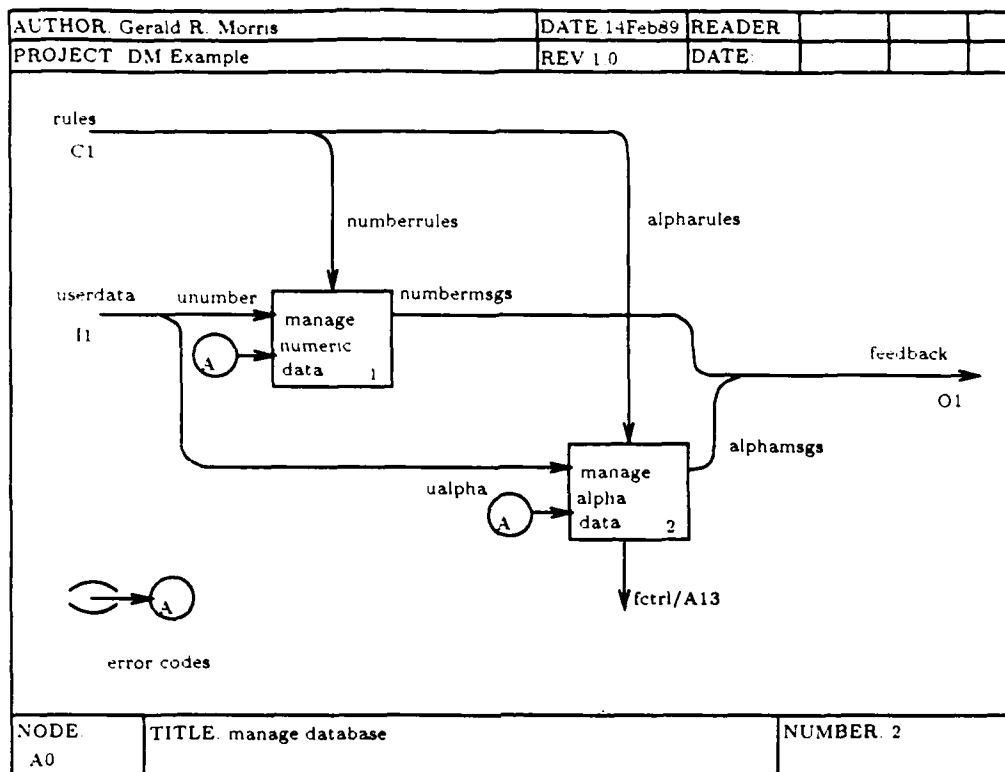 AUTHOR. Gerald R. Morris
DATE.14Feb89
READER
PROJECT DM Example
REV 1.0
DATE:
rules
C1
numberrules
alpharules
userdata
I1
unumber
numbermsgs
manage
numeric
data
1
A
feedback
O1
alphamsgs
manage
alpha
data
2
ualpha
A
fctrl/A13
A
error codes
NODE.
A0
TITLE. manage database
NUMBER. 2